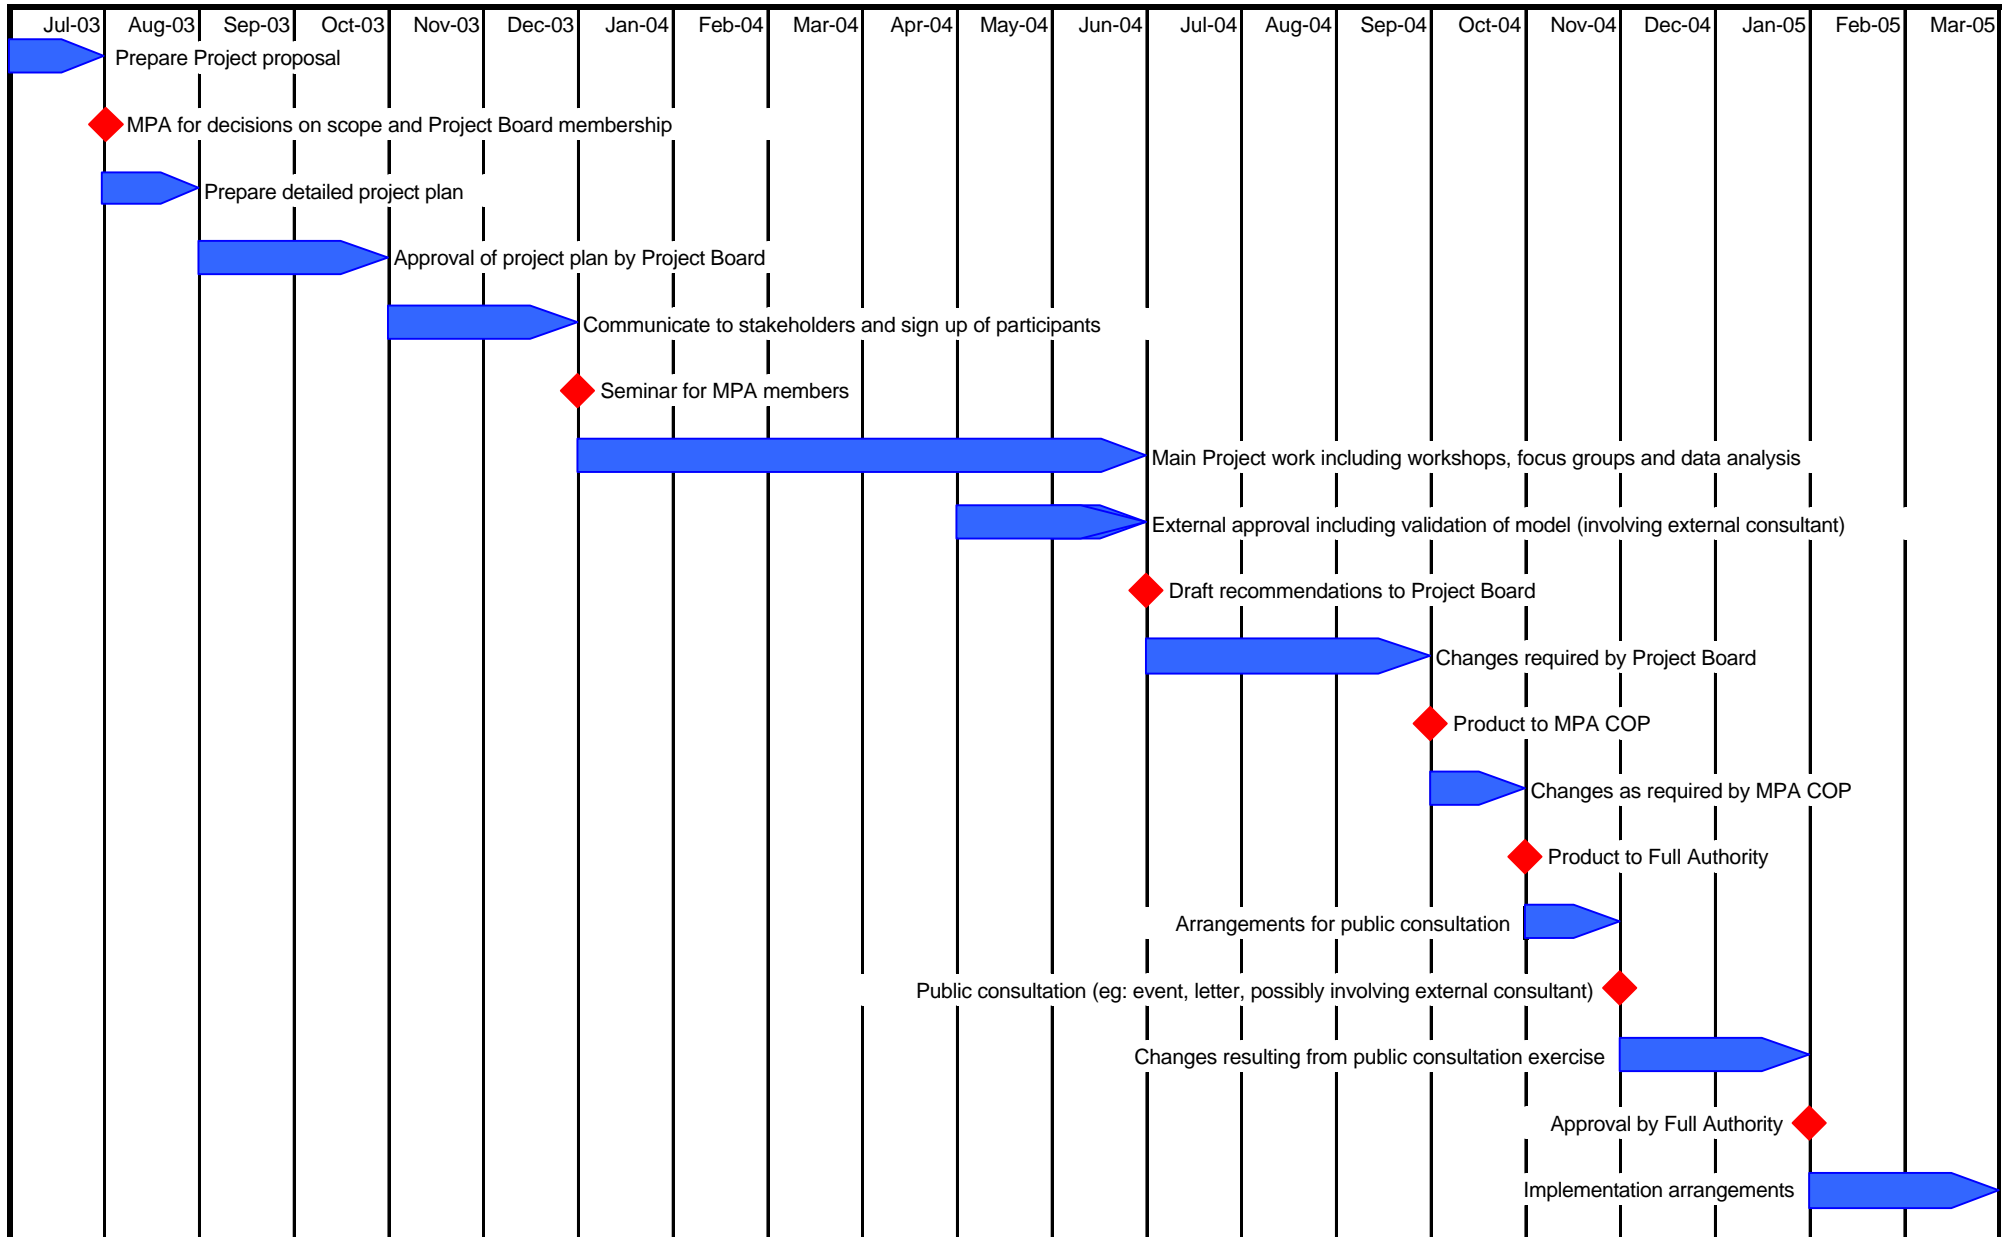 Jul-03 Aug-03 Sep-03 Oct-03 Nov-03 Dec-03 Jan-04 Feb-04 Mar-04 Apr-04 May-04 Jun-04 Jul-04 Aug-04 Sep-04 Oct-04 Nov-04 Dec-04 Jan-05 Feb-05 Mar-05
Prepare Project proposal
MPA for decisions on scope and Project Board membership
Prepare detailed project plan
Approval of project plan by Project Board
Communicate to stakeholders and sign up of participants
Seminar for MPA members
Main Project work including workshops, focus groups and data analysis
External approval including validation of model (involving external consultant)
Draft recommendations to Project Board
Changes required by Project Board
Product to MPA COP
Changes as required by MPA COP
Product to Full Authority
Arrangements for public consultation
Public consultation (eg: event, letter, possibly involving external consultant)
Changes resulting from public consultation exercise
Approval by Full Authority
Implementation arrangements